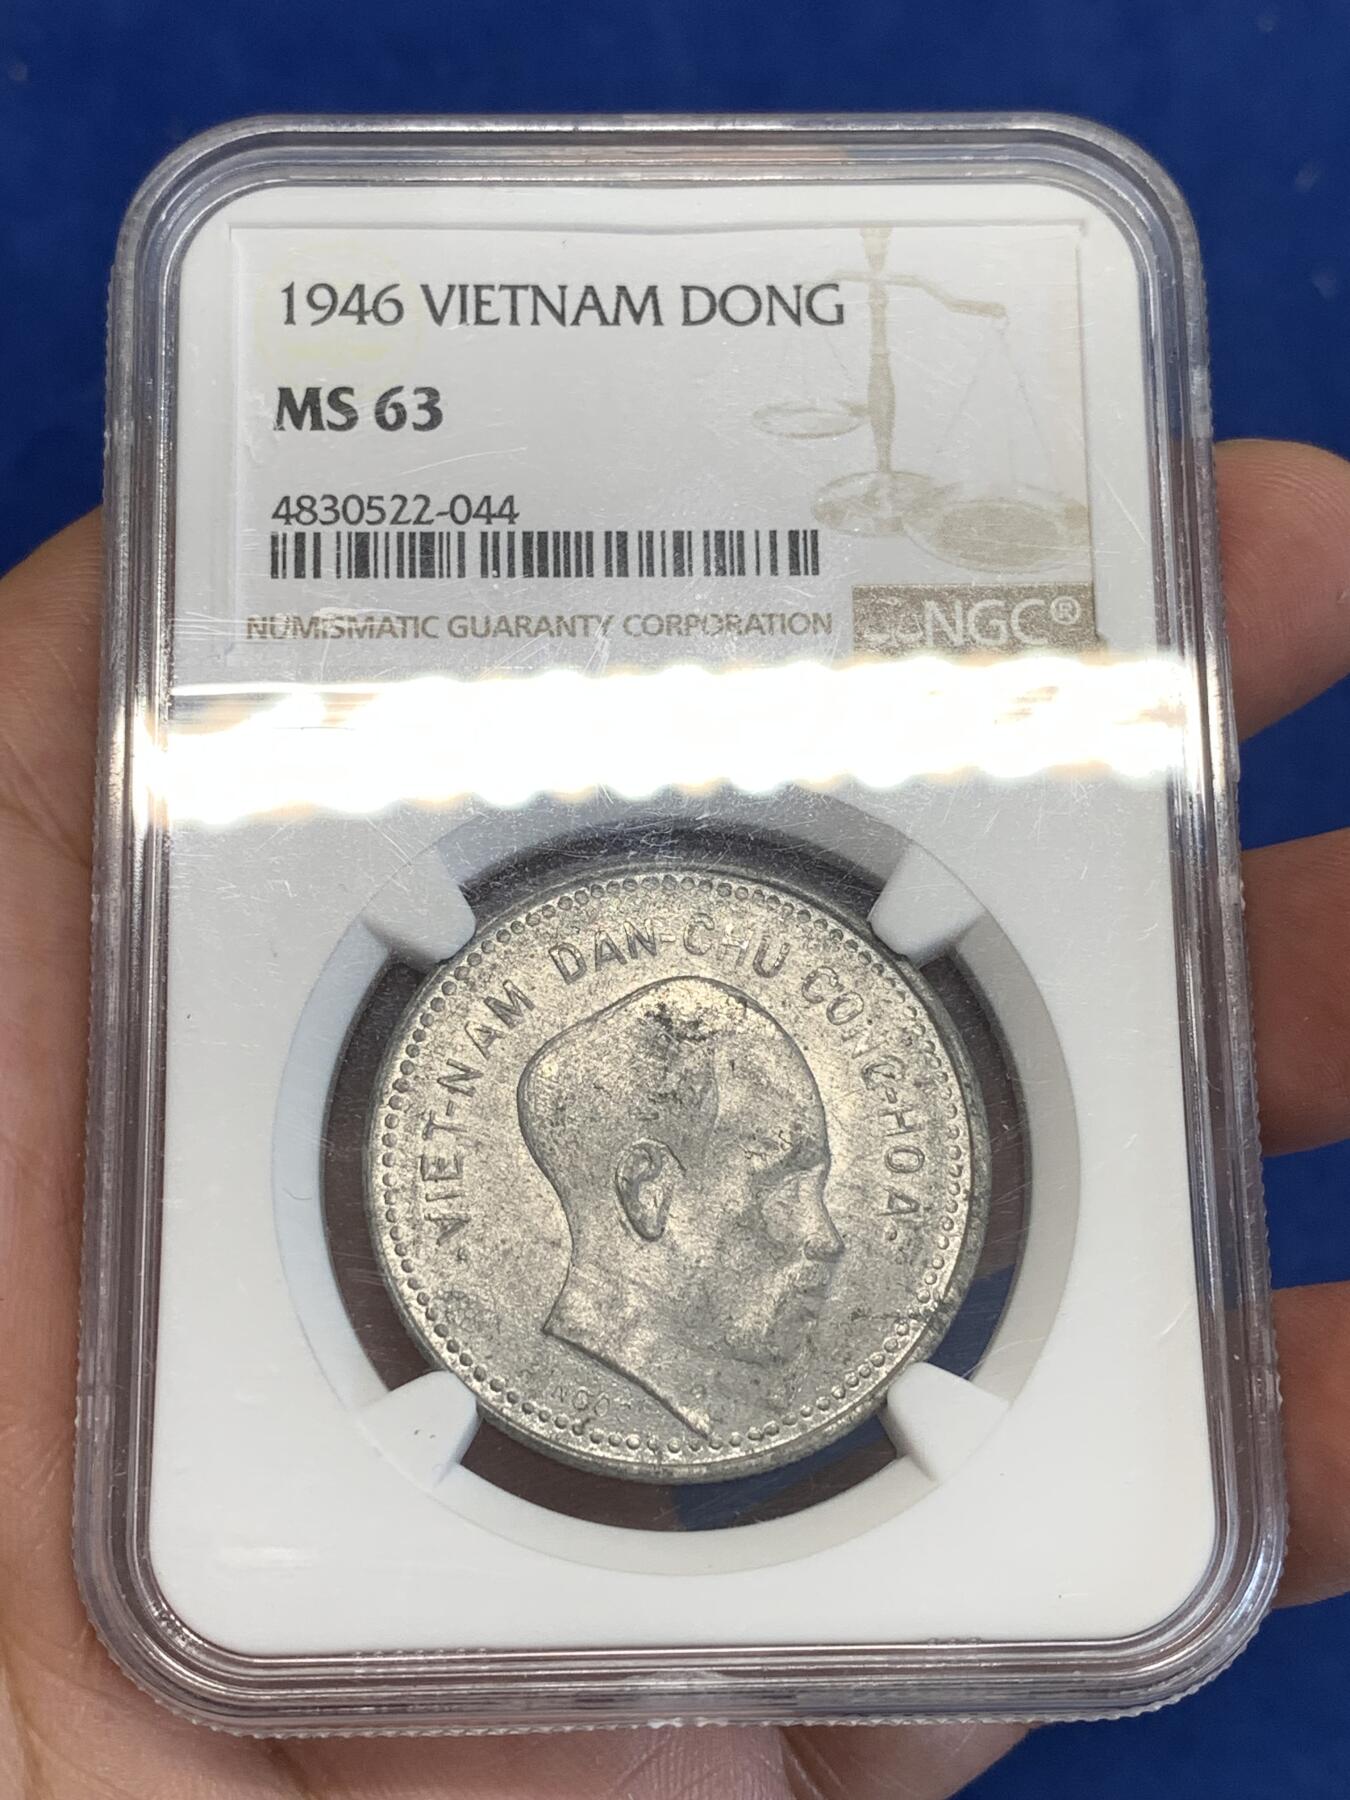 1946 VIETNAM DONG
MS 63
4830522-044
NUMISMATIC GUARANTY CORPORATION
NGC®
VIET-NAM DAN-CHU CONG-HOA